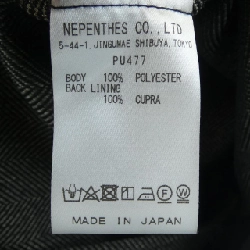 NEPENTHES CO., LTD
5-44-1, JINGUMAE SHIBUYA, TOKYO
PU477
BODY 100% POLYESTER
BACK LINING
100% CUPRA
MADE IN JAPAN